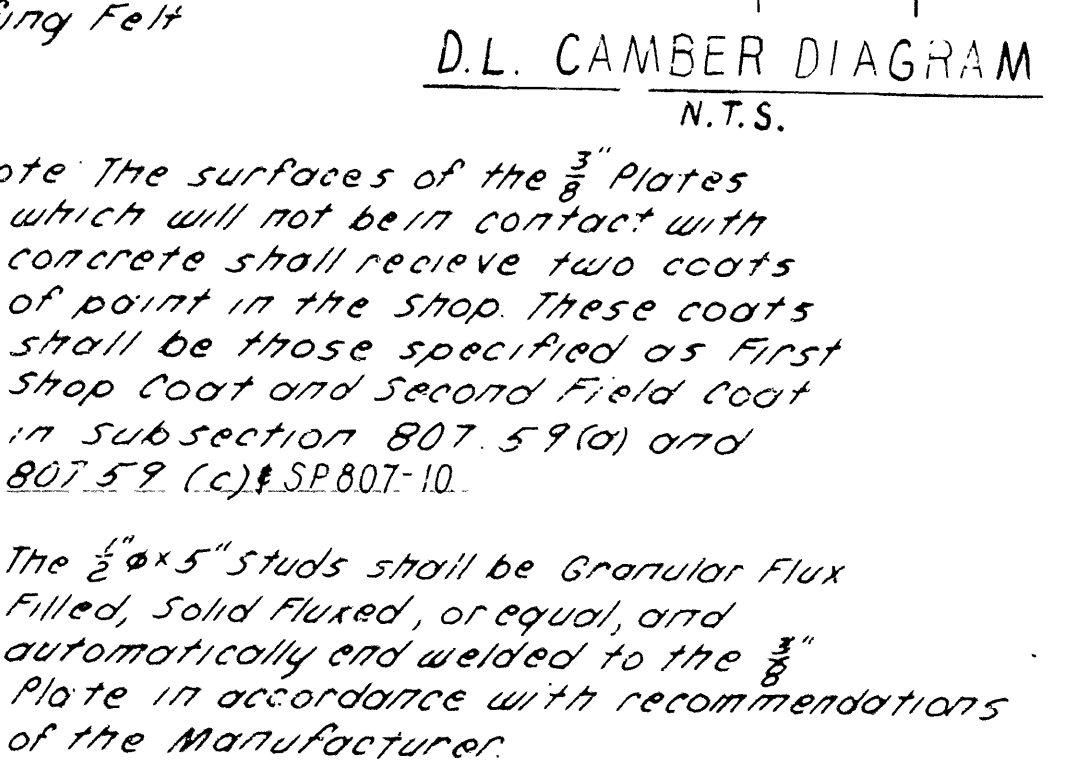 ing Felt
D.L. CAMBER DIAGRAM
N.T.S.
ote The surfaces of the 3/8" Plates
which will not be in contact with
concrete shall recieve two coats
of paint in the shop. These coats
shall be those specified as First
Shop Coat and Second Field Coat
in Subsection 807.59(a) and
807.59 (c) & SP807-10
The 1/2"φ x 5" Studs shall be Granular Flux
Filled, Solid Fluxed, or equal, and
automatically end welded to the 3/8"
Plate in accordance with recommendations
of the Manufacturer.